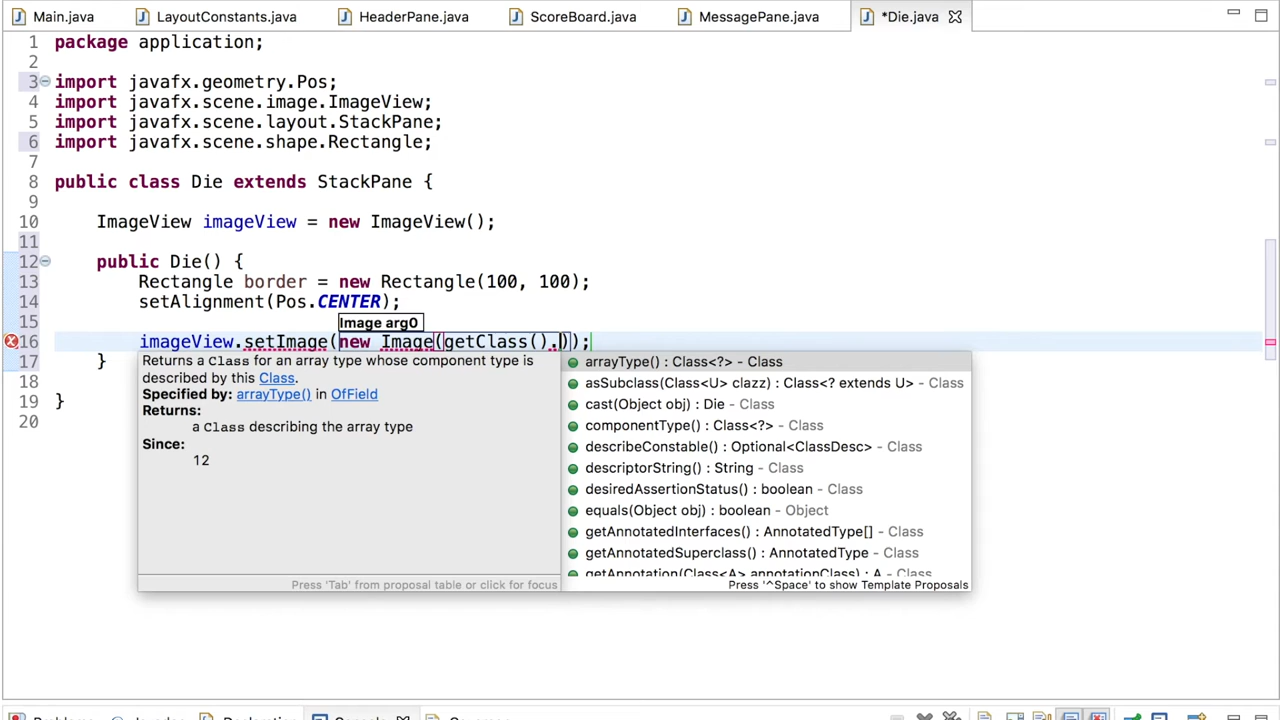 Main.java LayoutConstants.java HeaderPane.java ScoreBoard.java MessagePane.java *Die.java
1 package application;
2
3 import javafx.geometry.Pos;
4 import javafx.scene.image.ImageView;
5 import javafx.scene.layout.StackPane;
6 import javafx.scene.shape.Rectangle;
7
8 public class Die extends StackPane {
9
10 ImageView imageView = new ImageView();
11
12 public Die() {
13 Rectangle border = new Rectangle(100, 100);
14 setAlignment(Pos.CENTER);
15
Image arg0
16 imageView.setImage(new Image(getClass().));
17 }
18
19 }
20
Returns a Class for an array type whose component type is
described by this Class.
Specified by: arrayType() in OfField
Returns:
a Class describing the array type
Since:
12
Press 'Tab' from proposal table or click for focus
arrayType() : Class<?> - Class
asSubclass(Class<U> clazz) : Class<? extends U> - Class
cast(Object obj) : Die - Class
componentType() : Class<?> - Class
describeConstable() : Optional<ClassDesc> - Class
descriptorString() : String - Class
desiredAssertionStatus() : boolean - Class
equals(Object obj) : boolean - Object
getAnnotatedInterfaces() : AnnotatedType[] - Class
getAnnotatedSuperclass() : AnnotatedType - Class
getAnnotation(Class<A> annotationClass) : A - Class
Press '^Space' to show Template Proposals